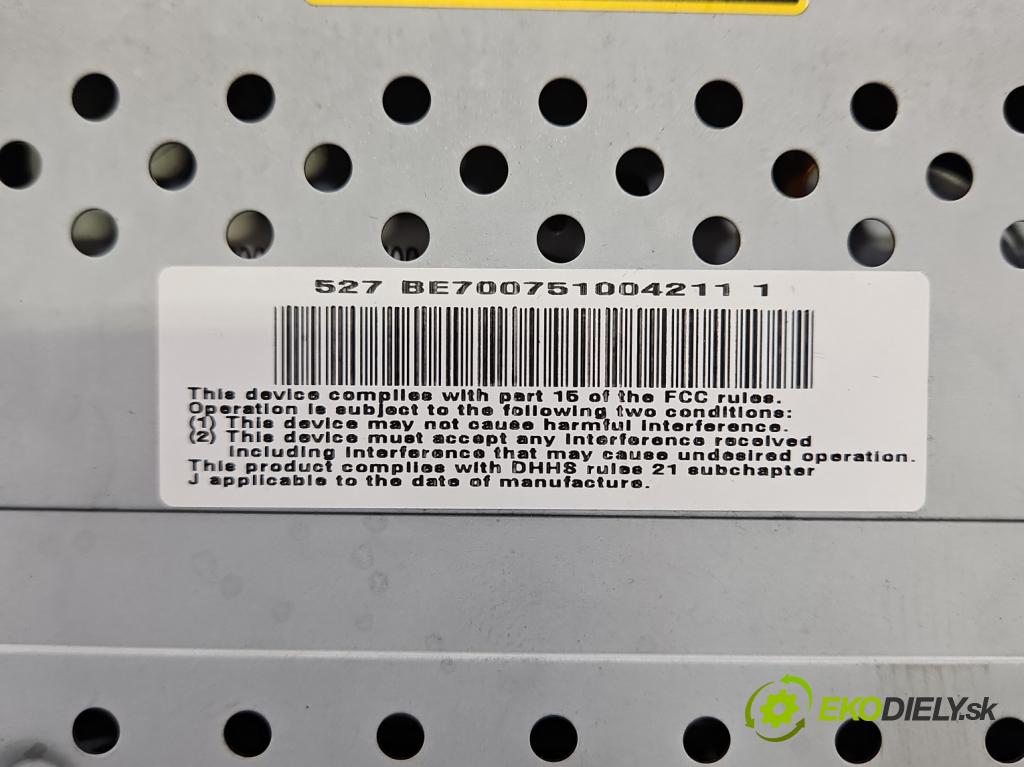 527 BE700751004211 1
This device complies with part 15 of the FCC rules.
Operation is subject to the following two conditions:
(1) This device may not cause harmful interference.
(2) This device must accept any interference received
including interference that may cause undesired operation.
This product complies with DHHS rules 21 subchapter
J applicable to the date of manufacture.
EKODIELY.sk